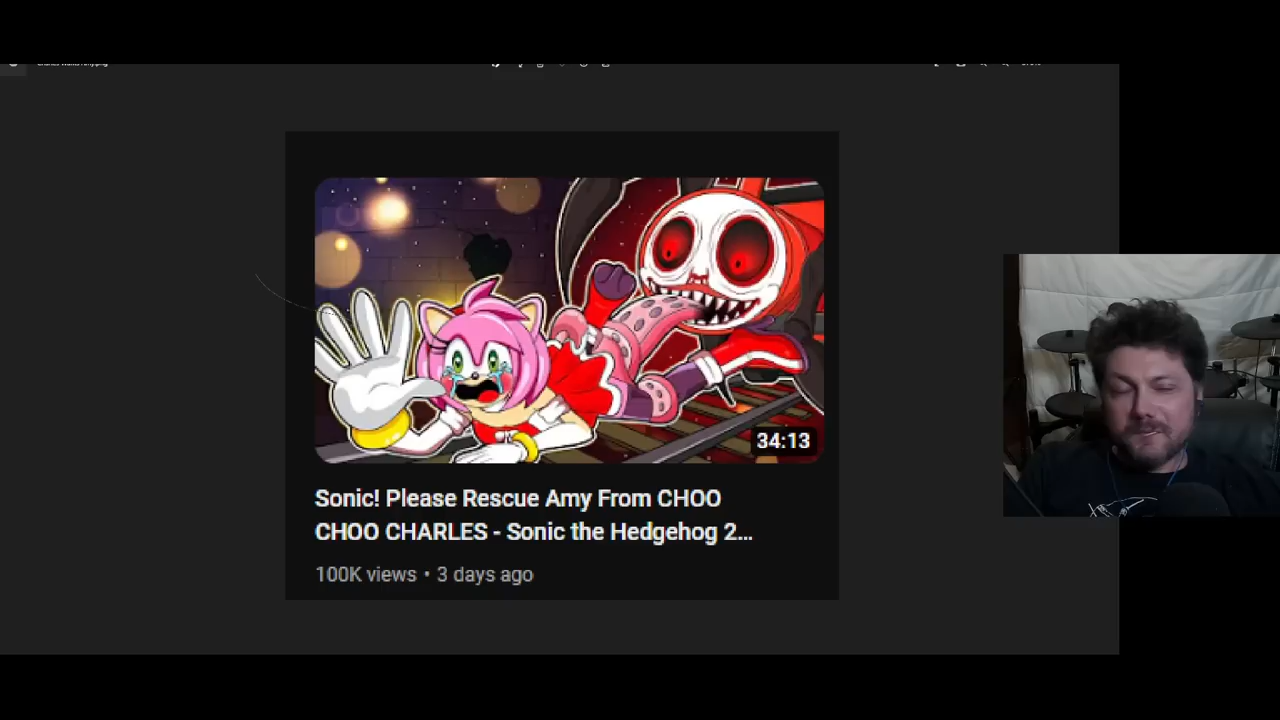 34:13
Sonic! Please Rescue Amy From CHOO
CHOO CHARLES - Sonic the Hedgehog 2...
100K views • 3 days ago